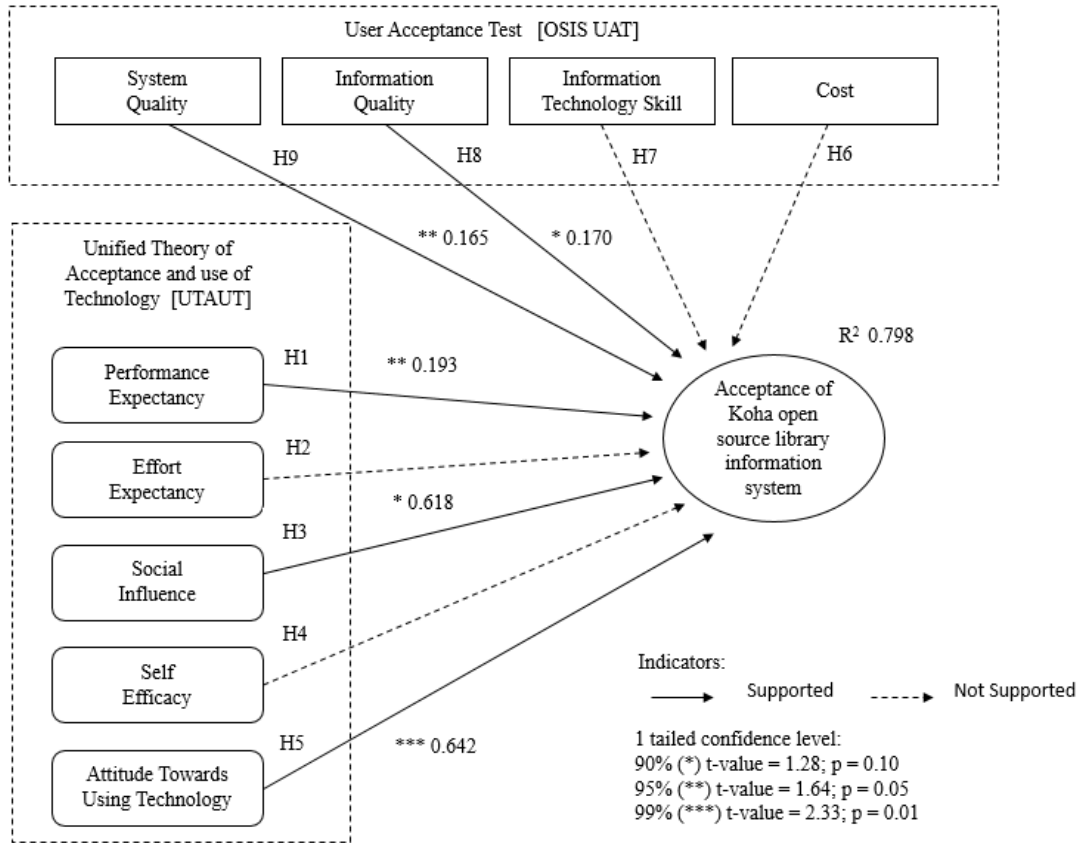 User Acceptance Test [OSIS UAT]
System
Quality
Information
Quality
Information
Technology Skill
Cost
H9
H8
H7
H6
** 0.165
* 0.170
Unified Theory of
Acceptance and use of
Technology [UTAUT]
R² 0.798
Performance
Expectancy
H1
** 0.193
Effort
Expectancy
H2
Social
Influence
H3
* 0.618
Self
Efficacy
H4
Attitude Towards
Using Technology
H5
*** 0.642
Acceptance of
Koha open
source library
information
system
Indicators:
Supported
Not Supported
1 tailed confidence level:
90% (*) t-value = 1.28; p = 0.10
95% (**) t-value = 1.64; p = 0.05
99% (***) t-value = 2.33; p = 0.01